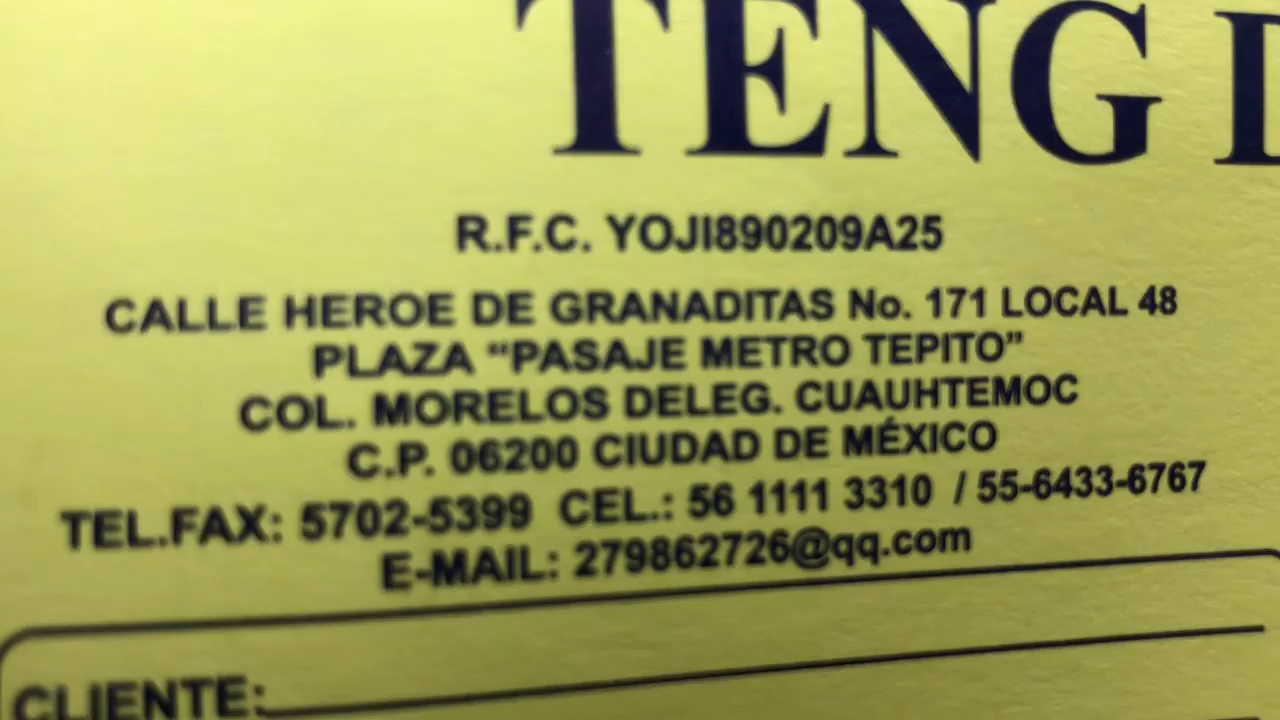 TENG
R.F.C. YOJI890209A25
CALLE HEROE DE GRANADITAS No. 171 LOCAL 48
PLAZA “PASAJE METRO TEPITO”
COL. MORELOS DELEG. CUAUHTEMOC
C.P. 06200 CIUDAD DE MÉXICO
TEL.FAX: 5702-5399 CEL.: 56 1111 3310 / 55-6433-6767
E-MAIL: 279862726@qq.com
CLIENTE: